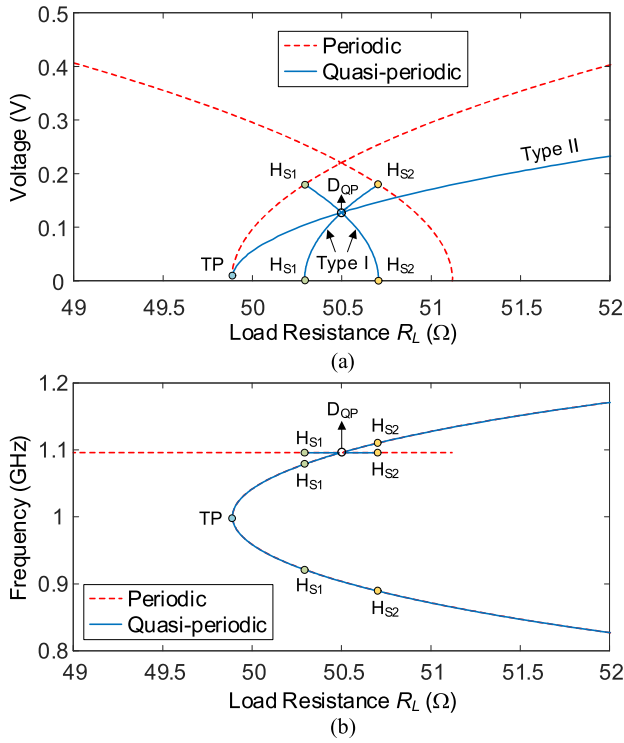 (a)
0.5
0.4
0.3
0.2
0.1
0
Voltage (V)
Periodic
Quasi-periodic
Type II
H_S1
H_S2
D_QP
TP
H_S1
Type I
H_S2
49
49.5
50
50.5
51
51.5
52
Load Resistance R_L (Ω)
(a)
1.2
1.1
1
0.9
0.8
Frequency (GHz)
D_QP
H_S1
H_S2
H_S1
H_S2
TP
H_S1
H_S2
Periodic
Quasi-periodic
49
49.5
50
50.5
51
51.5
52
Load Resistance R_L (Ω)
(b)